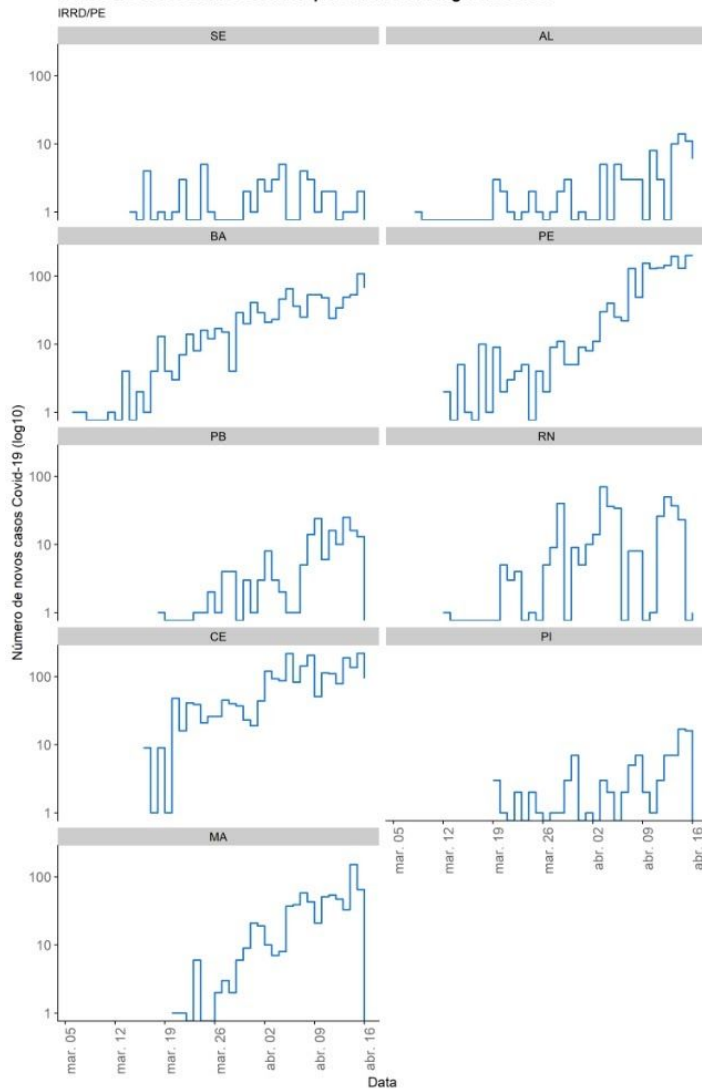 IRRD/PE
SE AL
100
10
1
BA PE
100
10
1
PB RN
100
10
1
CE PI
100
10
1
MA
100
10
1
Número de novos casos Covid-19 (log10)
mar. 05 mar. 12 mar. 19 mar. 26 abr. 02 abr. 09 abr. 16
mar. 05 mar. 12 mar. 19 mar. 26 abr. 02 abr. 09 abr. 16
Data